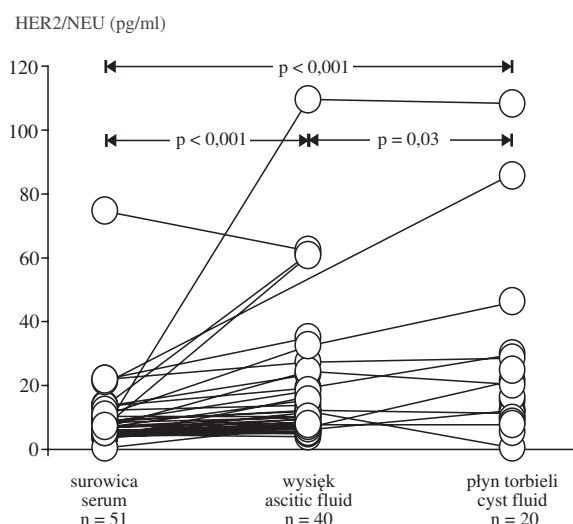 HER2/NEU (pg/ml)
120
p < 0,001
100
p < 0,001
p = 0,03
80
60
40
20
0
surowica
serum
n = 51
wysięk
ascitic fluid
n = 40
płyn torbieli
cyst fluid
n = 20